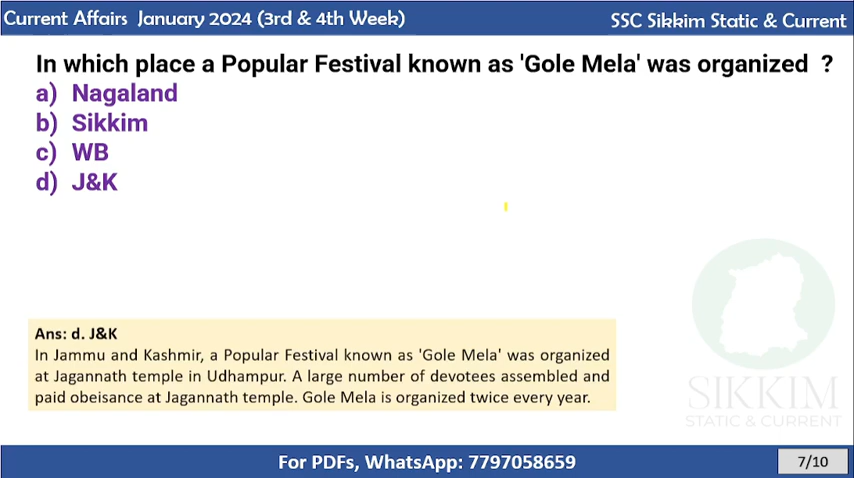 Current Affairs January 2024 (3rd & 4th Week)
SSC Sikkim Static & Current
In which place a Popular Festival known as 'Gole Mela' was organized ?
a) Nagaland
b) Sikkim
c) WB
d) J&K
Ans: d. J&K
In Jammu and Kashmir, a Popular Festival known as 'Gole Mela' was organized
at Jagannath temple in Udhampur. A large number of devotees assembled and
paid obeisance at Jagannath temple. Gole Mela is organized twice every year.
SIKKIM
STATIC & CURRENT
For PDFs, WhatsApp: 7797058659
7/10